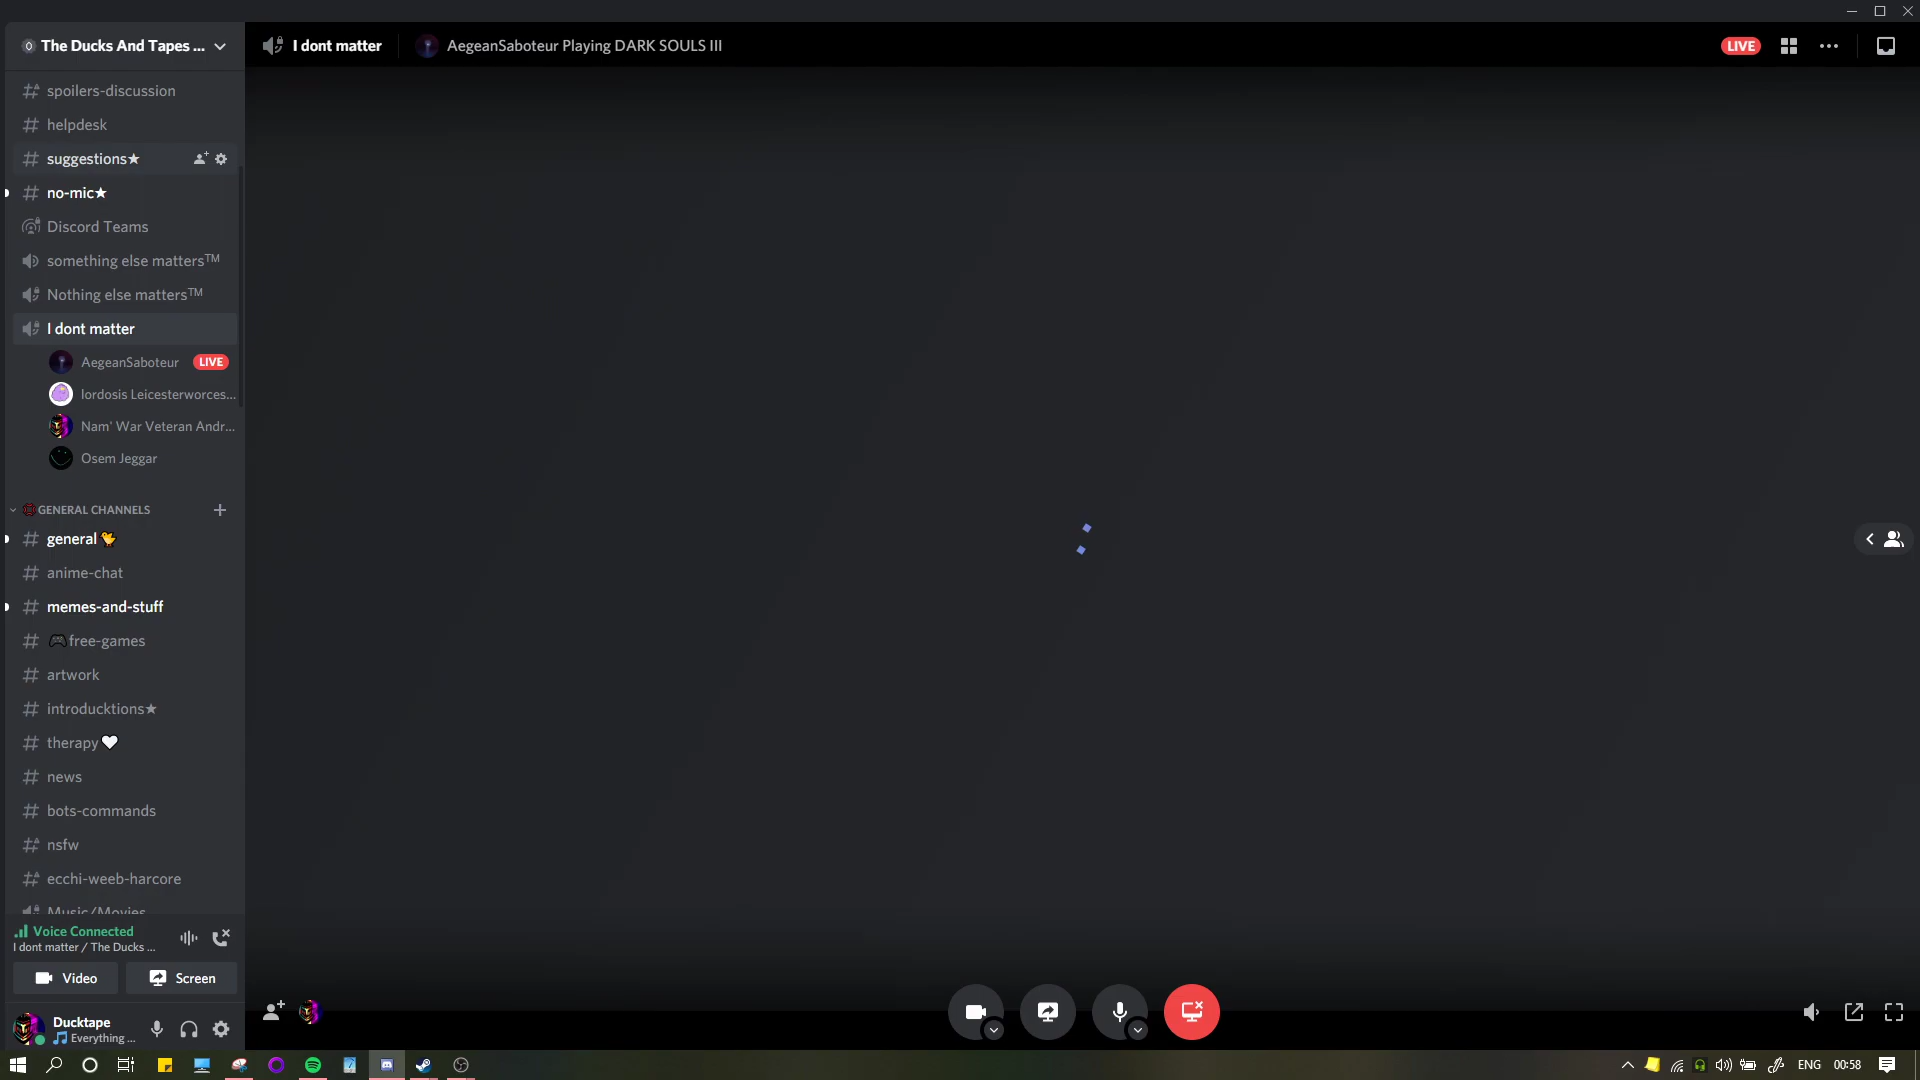 The Ducks And Tapes ...
I dont matter
AegeanSaboteur Playing DARK SOULS III
LIVE
spoilers-discussion
helpdesk
suggestions★
no-mic★
Discord Teams
something else matters™
Nothing else matters™
I dont matter
AegeanSaboteur
LIVE
lordosis Leicesterworces...
Nam' War Veteran Andr...
Osem Jeggar
GENERAL CHANNELS
general
anime-chat
memes-and-stuff
free-games
artwork
introducktions★
therapy
news
bots-commands
nsfw
ecchi-weeb-harcore
Music/Movies
Voice Connected
I dont matter / The Ducks ...
Video
Screen
Ducktape
Everything ...
ENG
00:58